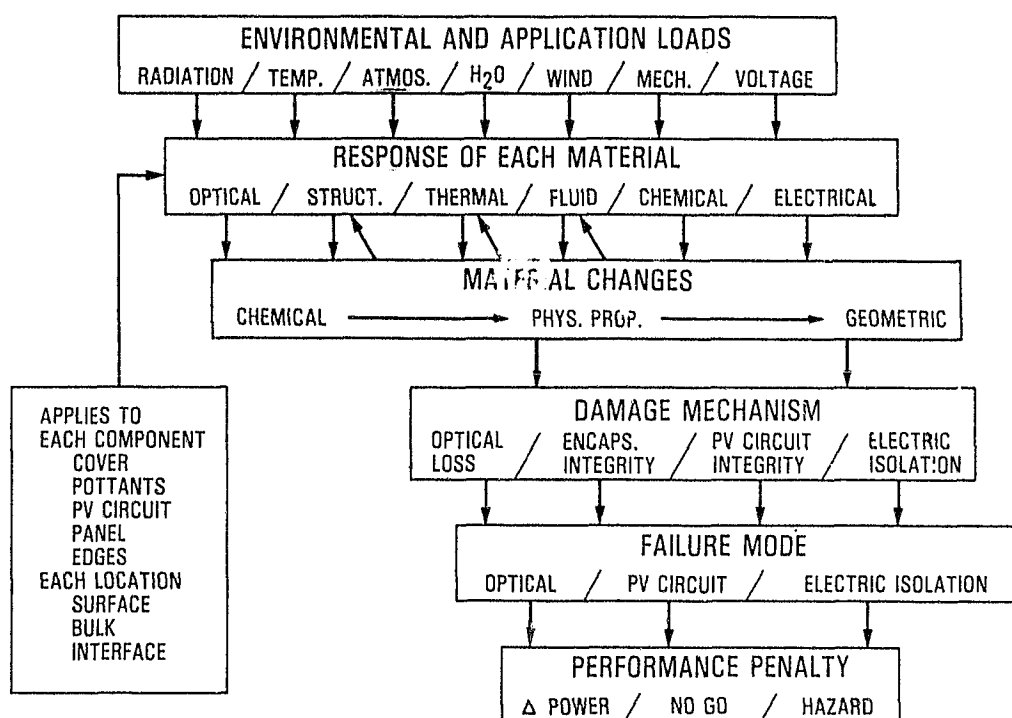 ENVIRONMENTAL AND APPLICATION LOADS
RADIATION / TEMP. / ATMOS. / H₂O / WIND / MECH. / VOLTAGE
RESPONSE OF EACH MATERIAL
OPTICAL / STRUCT. / THERMAL / FLUID / CHEMICAL / ELECTRICAL
MATERIAL CHANGES
CHEMICAL PHYS. PROP. GEOMETRIC
APPLIES TO
EACH COMPONENT
COVER
POTTANTS
PV CIRCUIT
PANEL
EDGES
EACH LOCATION
SURFACE
BULK
INTERFACE
DAMAGE MECHANISM
OPTICAL / ENCAPS. / PV CIRCUIT / ELECTRIC
LOSS INTEGRITY INTEGRITY ISOLATION
FAILURE MODE
OPTICAL / PV CIRCUIT / ELECTRIC ISOLATION
PERFORMANCE PENALTY
Δ POWER / NO GO / HAZARD